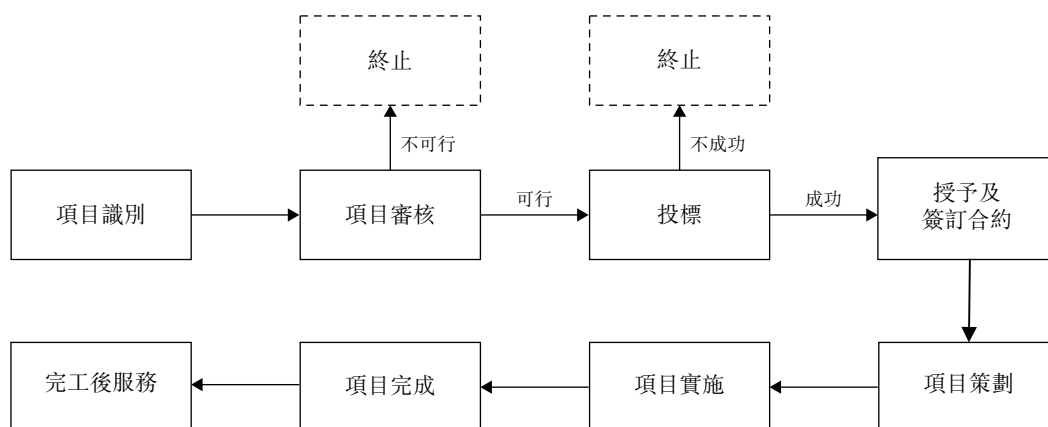 終止
終止
不可行
不成功
項目識別
項目審核
可行
投標
成功
授予及
簽訂合約
完工後服務
項目完成
項目實施
項目策劃